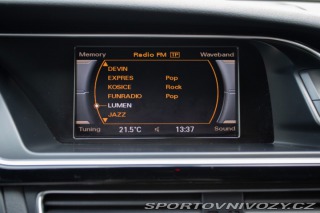 Memory Radio FM TP Waveband
DEVIN
EXPRES Pop
KOSICE Rock
FUNRADIO Pop
LUMEN
JAZZ
Tuning 21.5°C 13:37 Sound
SPORTOVNIVOZY.CZ